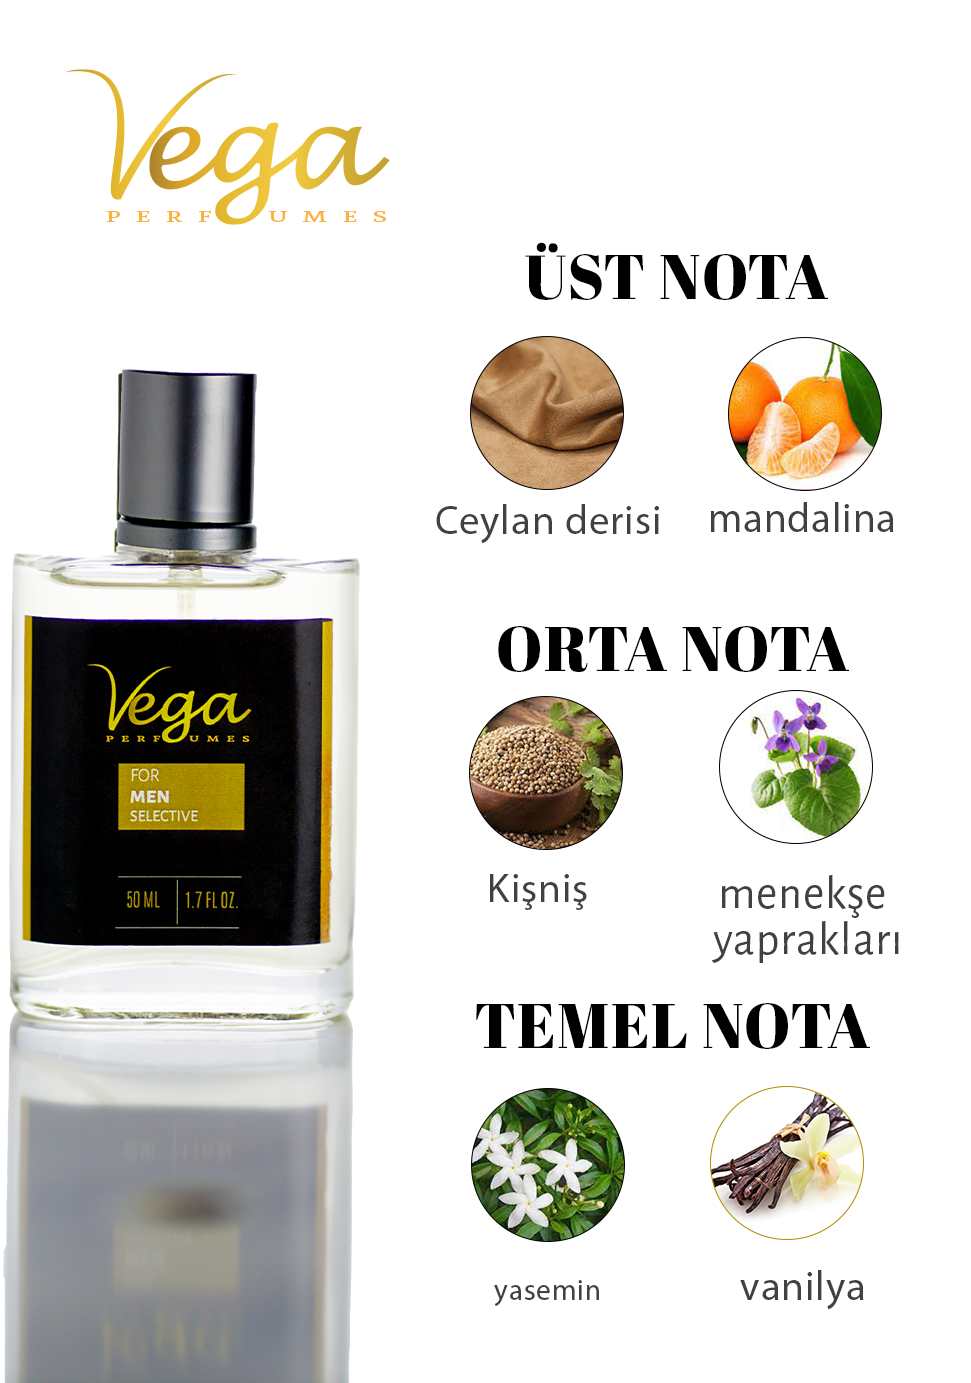 Vega
PERFUMES
ÜST NOTA
Ceylan derisi
mandalina
Vega
PERFUMES
FOR
MEN
SELECTIVE
50 ML
1.7 FL OZ.
ORTA NOTA
Kişniş
menekşe
yaprakları
TEMEL NOTA
yasemin
vanilya